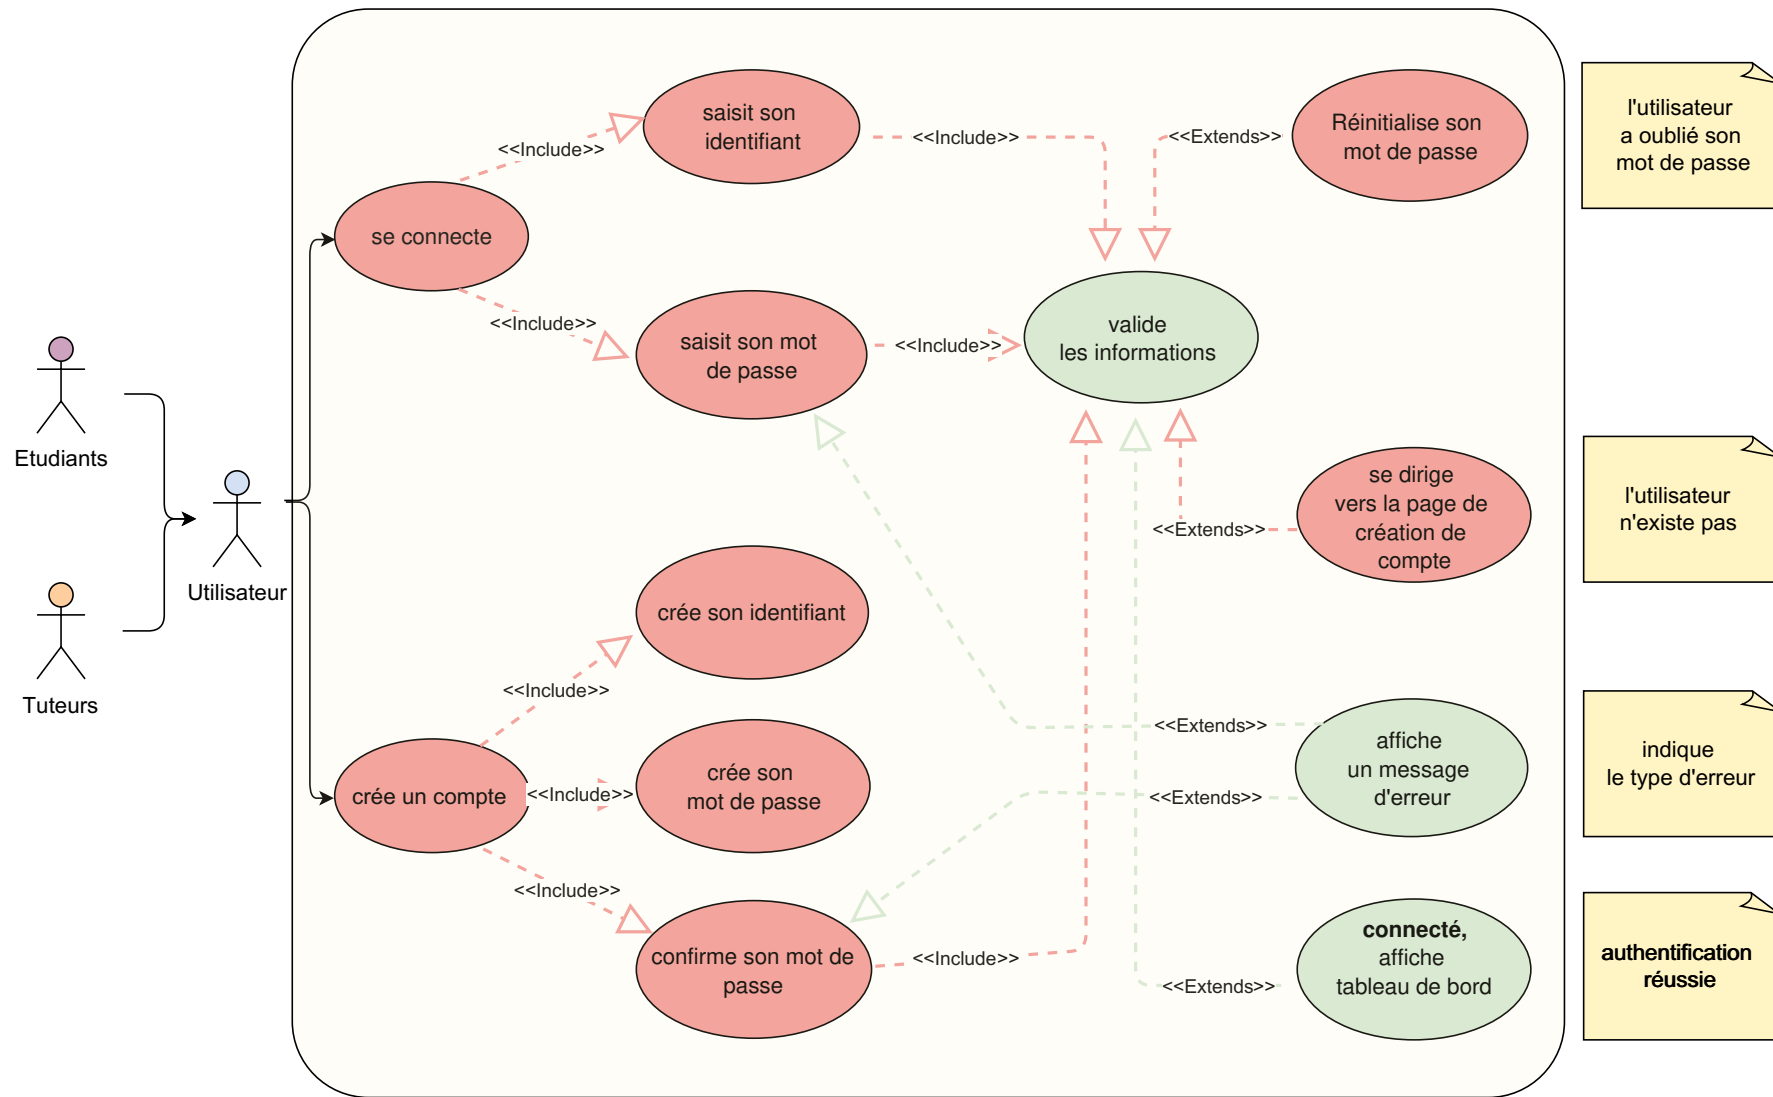 Etudiants
Tuteurs
Utilisateur
se connecte
<<Include>>
<<Include>>
saisit son
identifiant
<<Include>>
saisit son mot
de passe
<<Include>>
valide
les informations
<<Extends>>
Réinitialise son
mot de passe
l'utilisateur
a oublié son
mot de passe
<<Extends>>
se dirige
vers la page de
création de
compte
l'utilisateur
n'existe pas
crée un compte
<<Include>>
<<Include>>
<<Include>>
crée son identifiant
crée son
mot de passe
confirme son mot de
passe
<<Include>>
<<Extends>>
<<Extends>>
affiche
un message
d'erreur
indique
le type d'erreur
<<Extends>>
connecté,
affiche
tableau de bord
authentification
réussie